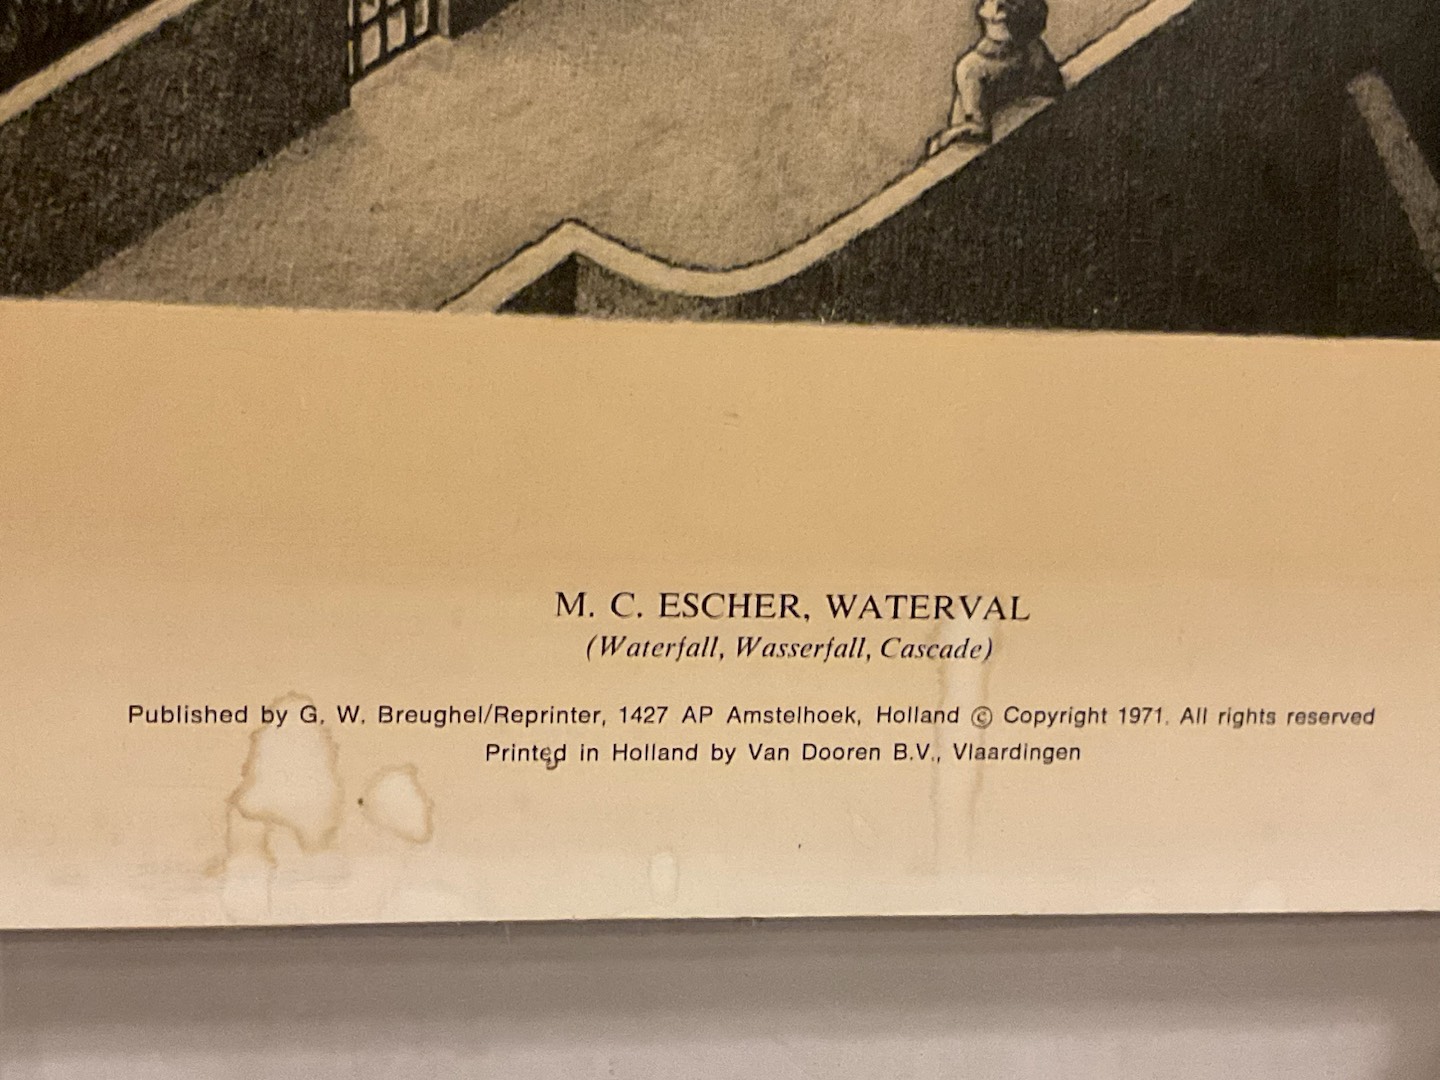 M. C. ESCHER, WATERVAL
(Waterfall, Wasserfall, Cascade)
Published by G. W. Breughel/Reprinter, 1427 AP Amstelhoek, Holland © Copyright 1971. All rights reserved
Printed in Holland by Van Dooren B.V., Vlaardingen